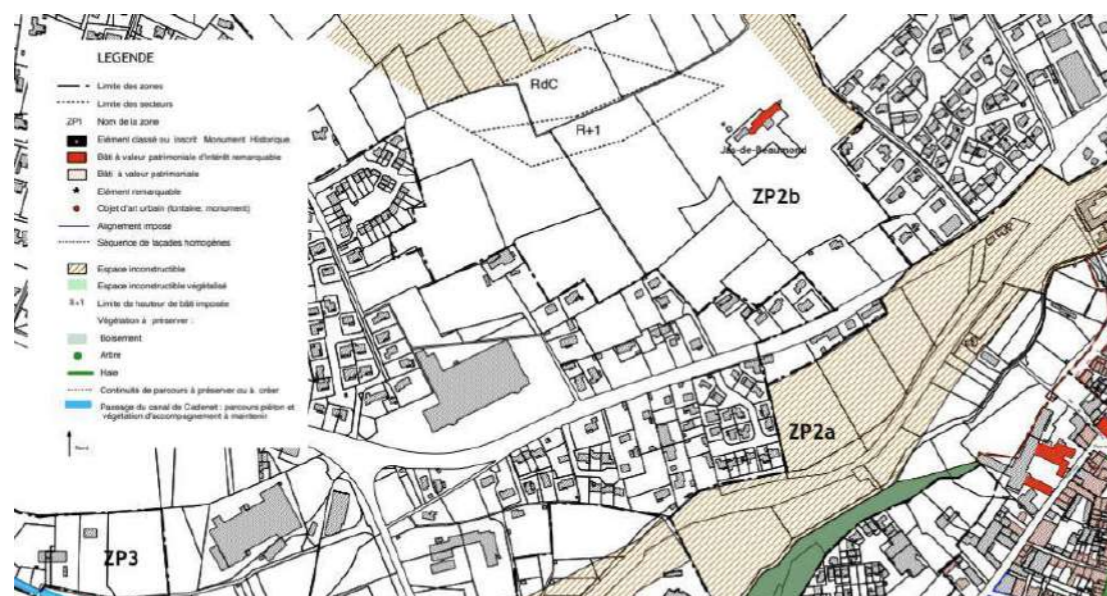 LEGENDE
Limite des zones
Limite des secteurs
ZP1 Nom de la zone
Elément classé ou inscrit Monument Historique
Bâti à valeur patrimoniale d'intérêt remarquable
Bâti à valeur patrimoniale
Elément remarquable
Objet d'art urbain (fontaine, monument)
Alignement imposé
Séquence de façades homogènes
Espace inconstructible
Espace inconstructible végétalisé
R+1 Limite de hauteur de bâti imposée
Végétation à préserver :
Boisement
Arbre
Haie
Continuité de parcours à préserver ou à créer
Passage du canal de Cadenet : parcours piéton et
végétation d'accompagnement à maintenir
RdC
R+1
Jas-de-Beaumond
ZP2b
ZP2a
ZP3